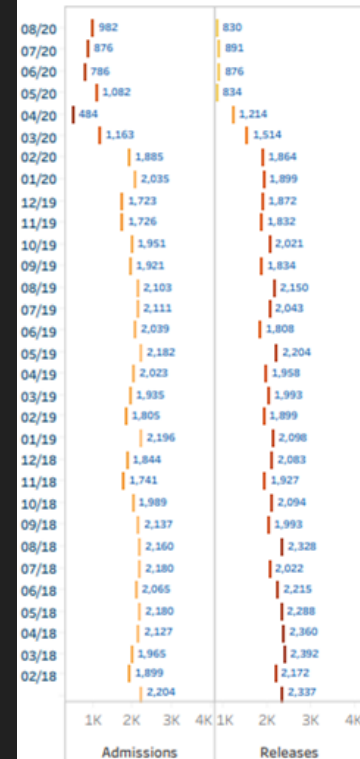 08/20 982 830
07/20 876 891
06/20 786 876
05/20 1,082 834
04/20 484 1,214
03/20 1,163 1,514
02/20 1,885 1,864
01/20 2,035 1,899
12/19 1,723 1,872
11/19 1,726 1,832
10/19 1,951 2,021
09/19 1,921 1,834
08/19 2,103 2,150
07/19 2,111 2,043
06/19 2,039 1,808
05/19 2,182 2,204
04/19 2,023 1,958
03/19 1,935 1,993
02/19 1,805 1,899
01/19 2,196 2,098
12/18 1,844 2,083
11/18 1,741 1,927
10/18 1,989 2,094
09/18 2,137 1,993
08/18 2,160 2,328
07/18 2,180 2,022
06/18 2,065 2,215
05/18 2,180 2,288
04/18 2,127 2,360
03/18 1,965 2,392
02/18 1,899 2,172
2,204 2,337
1K 2K 3K 4K 1K 2K 3K 4K
Admissions Releases